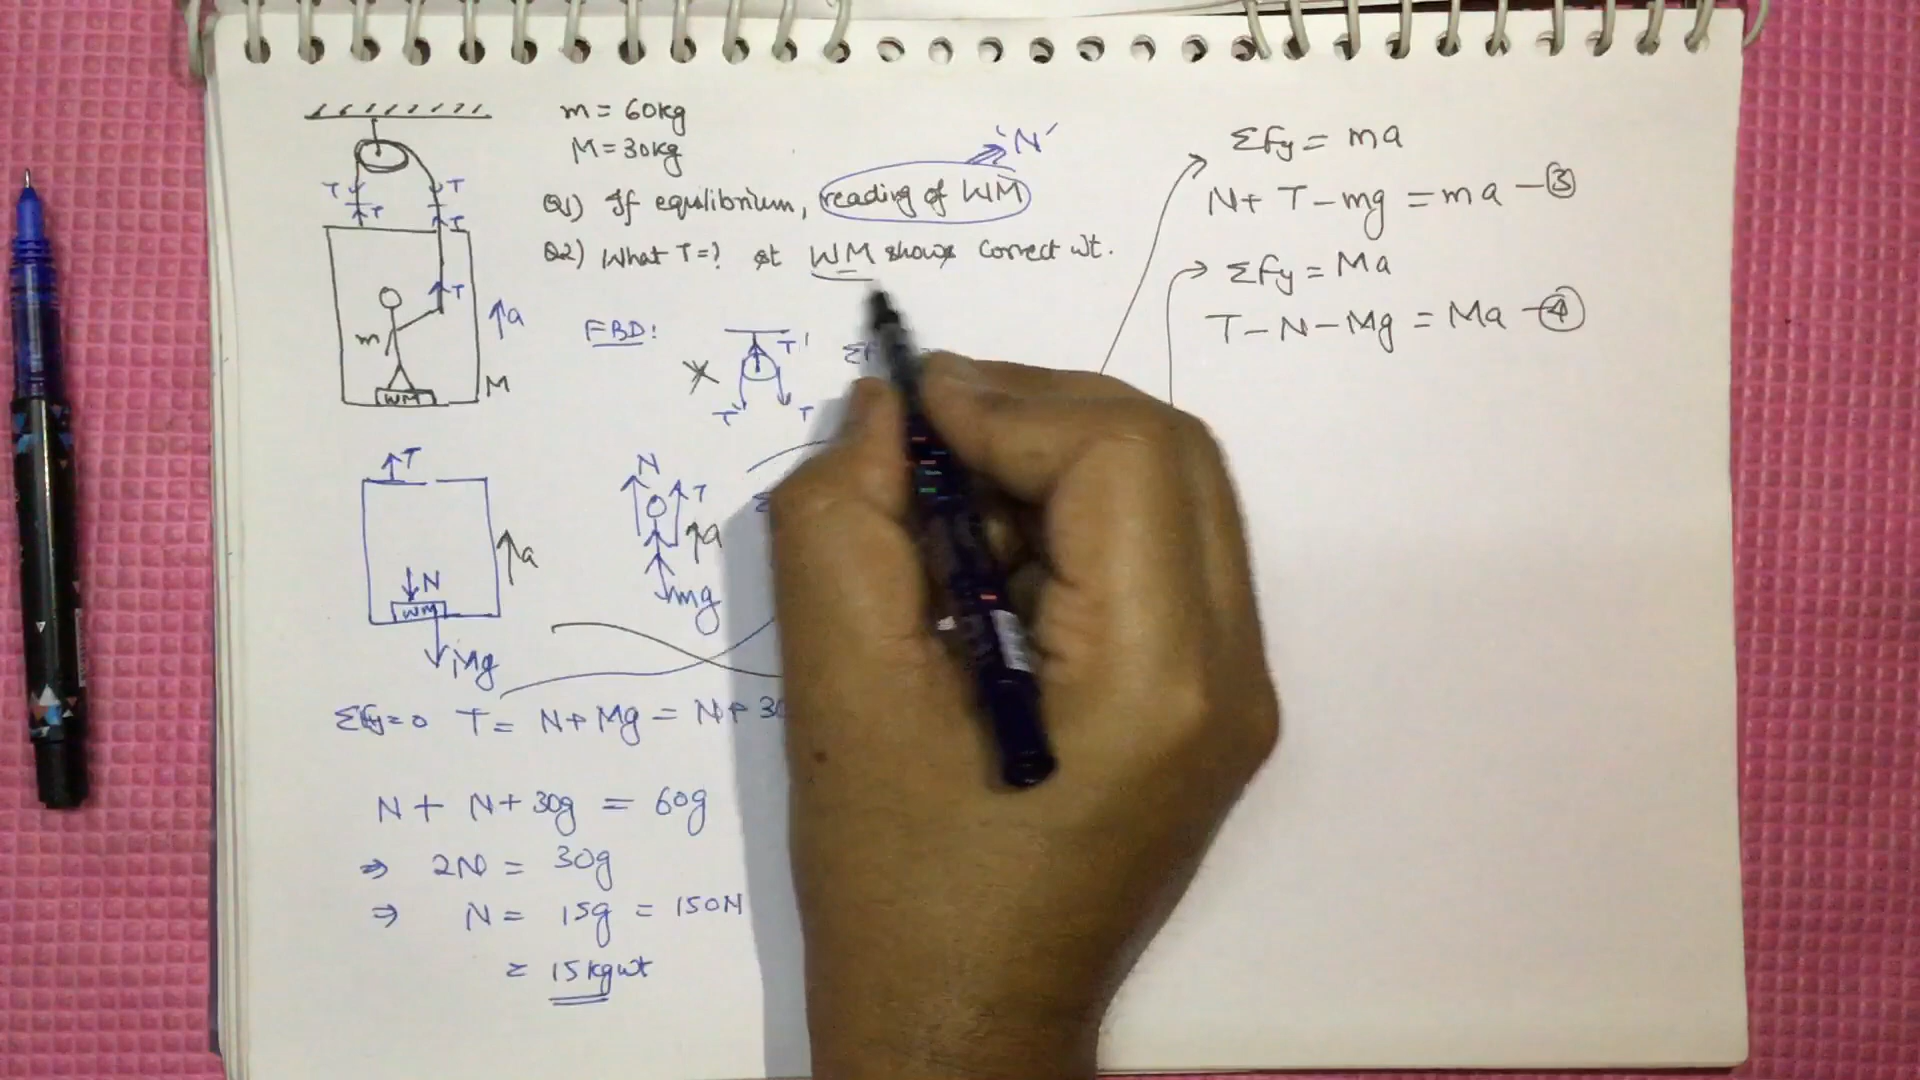 m = 60kg
M = 30kg
'N'
Q1) If equilibrium, reading of WM
Q2) What T=? st WM shows correct wt.
T T
T T
T
m
↑a
WM
M
FBD:
T'
T T
↑T
↓N
WM
Mg
↑a
N
T
↑a
mg
ΣFy=0 T = N+Mg = N+
N + N+30g = 60g
⇒ 2N = 30g
⇒ N = 15g = 150N
= 15kgwt
ΣFy = ma
N+ T-mg = ma -③
ΣFy = Ma
T-N-Mg = Ma -④